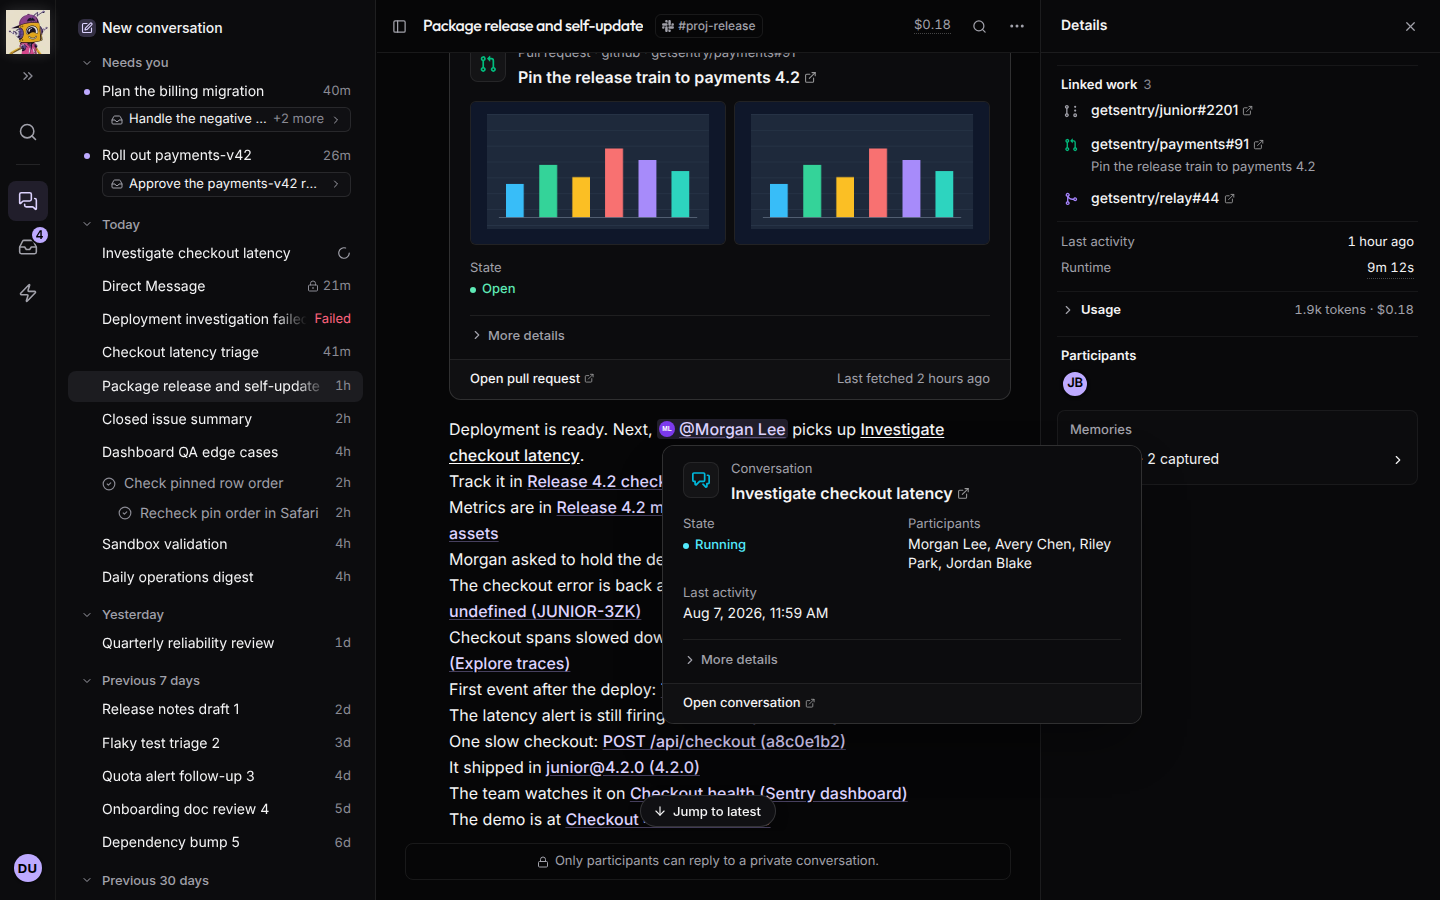 New conversation
Needs you
Plan the billing migration 40m
Handle the negative ... +2 more
Roll out payments-v42 26m
Approve the payments-v42 r...
Today
Investigate checkout latency
Direct Message 21m
Deployment investigation failed Failed
Checkout latency triage 41m
Package release and self-update 1h
Closed issue summary 2h
Dashboard QA edge cases 4h
Check pinned row order 2h
Recheck pin order in Safari 2h
Sandbox validation 4h
Daily operations digest 4h
Yesterday
Quarterly reliability review 1d
Previous 7 days
Release notes draft 1 2d
Flaky test triage 2 3d
Quota alert follow-up 3 4d
Onboarding doc review 4 5d
Dependency bump 5 6d
Previous 30 days
4
DU
Package release and self-update #proj-release $0.18
Pull request · github · getsentry/payments#91
Pin the release train to payments 4.2
State
Open
More details
Open pull request Last fetched 2 hours ago
Deployment is ready. Next, ML @Morgan Lee picks up Investigate
checkout latency.
Track it in Release 4.2 check
Metrics are in Release 4.2 m
assets
Morgan asked to hold the de
The checkout error is back a
undefined (JUNIOR-3ZK)
Checkout spans slowed dow
(Explore traces)
First event after the deploy:
The latency alert is still firing
One slow checkout: POST /api/checkout (a8c0e1b2)
It shipped in junior@4.2.0 (4.2.0)
The team watches it on Checkout health (Sentry dashboard)
The demo is at Checkout
Jump to latest
Only participants can reply to a private conversation.
Conversation
Investigate checkout latency
State
Running
Participants
Morgan Lee, Avery Chen, Riley
Park, Jordan Blake
Last activity
Aug 7, 2026, 11:59 AM
More details
Open conversation
Details
Linked work 3
getsentry/junior#2201
getsentry/payments#91
Pin the release train to payments 4.2
getsentry/relay#44
Last activity 1 hour ago
Runtime 9m 12s
Usage 1.9k tokens · $0.18
Participants
JB
Memories
2 captured